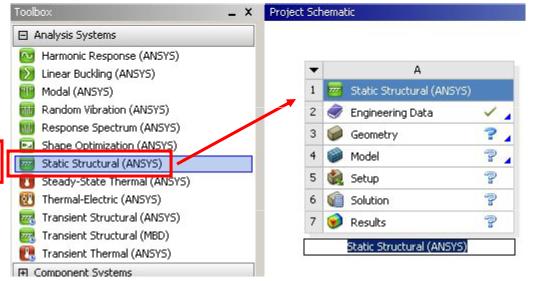 Toolbox
Analysis Systems
Harmonic Response (ANSYS)
Linear Buckling (ANSYS)
Modal (ANSYS)
Random Vibration (ANSYS)
Response Spectrum (ANSYS)
Shape Optimization (ANSYS)
Static Structural (ANSYS)
Steady-State Thermal (ANSYS)
Thermal-Electric (ANSYS)
Transient Structural (ANSYS)
Transient Structural (MBD)
Transient Thermal (ANSYS)
Component Systems
Project Schematic
A
1 Static Structural (ANSYS)
2 Engineering Data
3 Geometry ?
4 Model ?
5 Setup ?
6 Solution ?
7 Results ?
Static Structural (ANSYS)